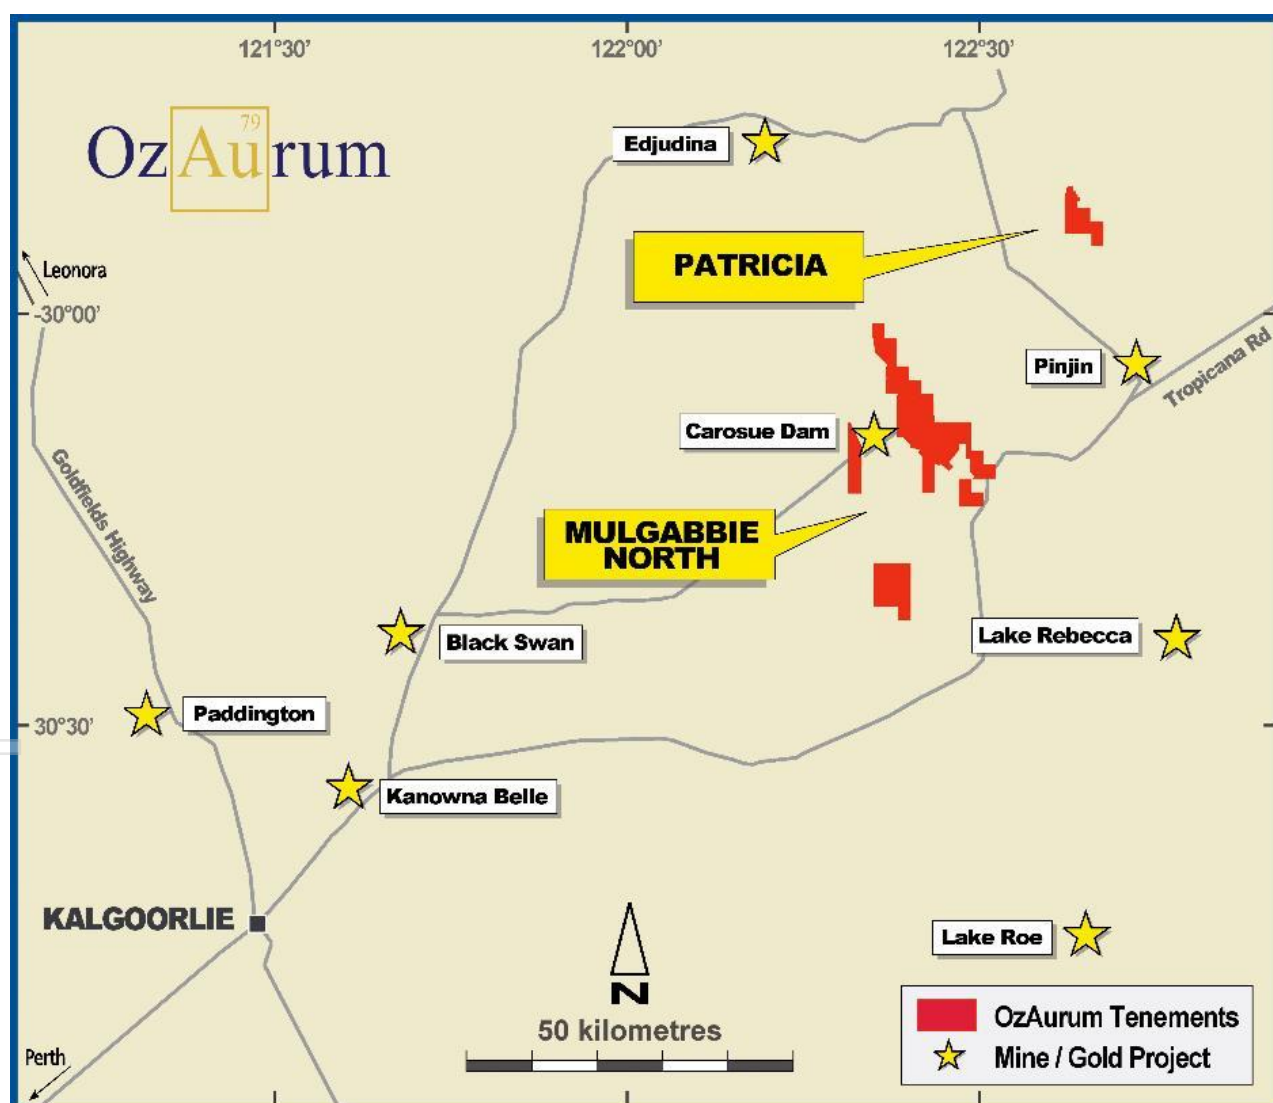 121°30’
122°00’
122°30’
79
OzAurum
Edjudina
PATRICIA
Leonora
-30°00’
Pinjin
Tropicana Rd
Carosue Dam
Goldfields Highway
MULGABBIE
NORTH
Black Swan
Lake Rebecca
Paddington
30°30’
Kanowna Belle
KALGOORLIE
Lake Roe
N
50 kilometres
OzAurum Tenements
Mine / Gold Project
Perth